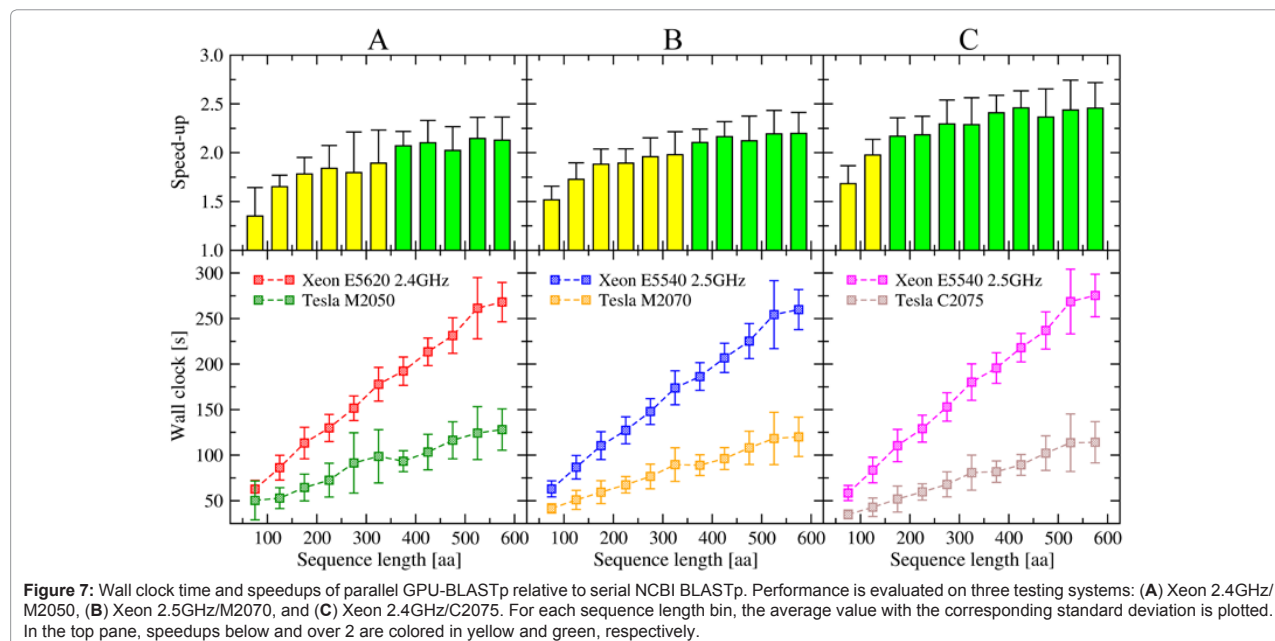 A B C
3.0
2.5
2.0
1.5
1.0
Speed-up
Xeon E5620 2.4GHz
Tesla M2050
Xeon E5540 2.5GHz
Tesla M2070
Xeon E5540 2.5GHz
Tesla C2075
300
250
200
150
100
50
Wall clock [s]
100 200 300 400 500 600
100 200 300 400 500 600
100 200 300 400 500 600
Sequence length [aa]
Sequence length [aa]
Sequence length [aa]
Figure 7: Wall clock time and speedups of parallel GPU-BLASTp relative to serial NCBI BLASTp. Performance is evaluated on three testing systems: (A) Xeon 2.4GHz/
M2050, (B) Xeon 2.5GHz/M2070, and (C) Xeon 2.4GHz/C2075. For each sequence length bin, the average value with the corresponding standard deviation is plotted.
In the top pane, speedups below and over 2 are colored in yellow and green, respectively.